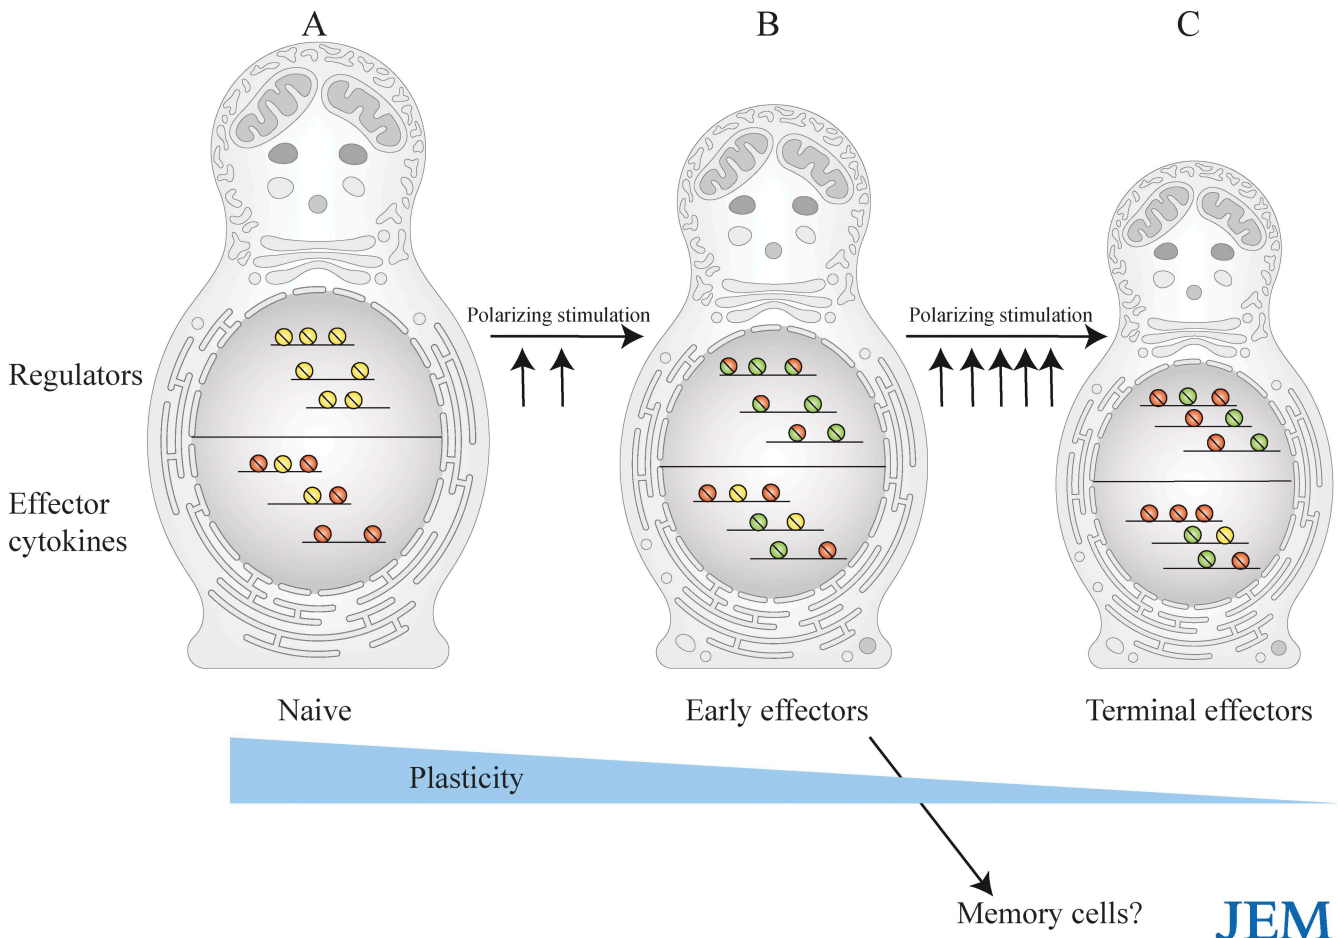 A
B
C
Polarizing stimulation
Polarizing stimulation
Regulators
Effector
cytokines
Naive
Early effectors
Terminal effectors
Plasticity
Memory cells?
JEM